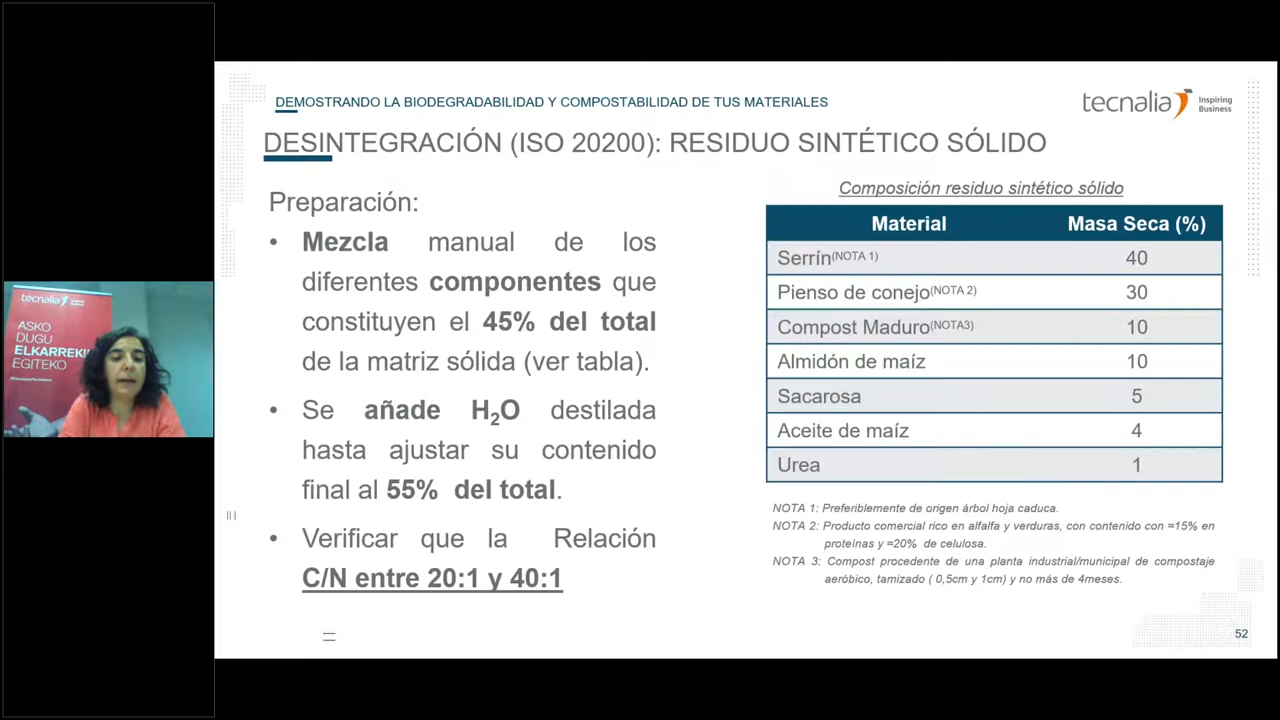 DEMOSTRANDO LA BIODEGRADABILIDAD Y COMPOSTABILIDAD DE TUS MATERIALES
tecnalia Inspiring
Business
DESINTEGRACIÓN (ISO 20200): RESIDUO SINTÉTICO SÓLIDO
Preparación:
• Mezcla manual de los
diferentes componentes que
constituyen el 45% del total
de la matriz sólida (ver tabla).
• Se añade H₂O destilada
hasta ajustar su contenido
final al 55% del total.
• Verificar que la Relación
C/N entre 20:1 y 40:1
Composición residuo sintético sólido
Material Masa Seca (%)
Serrín(NOTA 1) 40
Pienso de conejo(NOTA 2) 30
Compost Maduro(NOTA3) 10
Almidón de maíz 10
Sacarosa 5
Aceite de maíz 4
Urea 1
NOTA 1: Preferiblemente de origen árbol hoja caduca.
NOTA 2: Producto comercial rico en alfalfa y verduras, con contenido con ≈15% en
proteínas y ≈20% de celulosa.
NOTA 3: Compost procedente de una planta industrial/municipal de compostaje
aeróbico, tamizado ( 0,5cm y 1cm) y no más de 4meses.
52
tecnalia
ASKO
DUGU
ELKARREKIN
EGITEKO